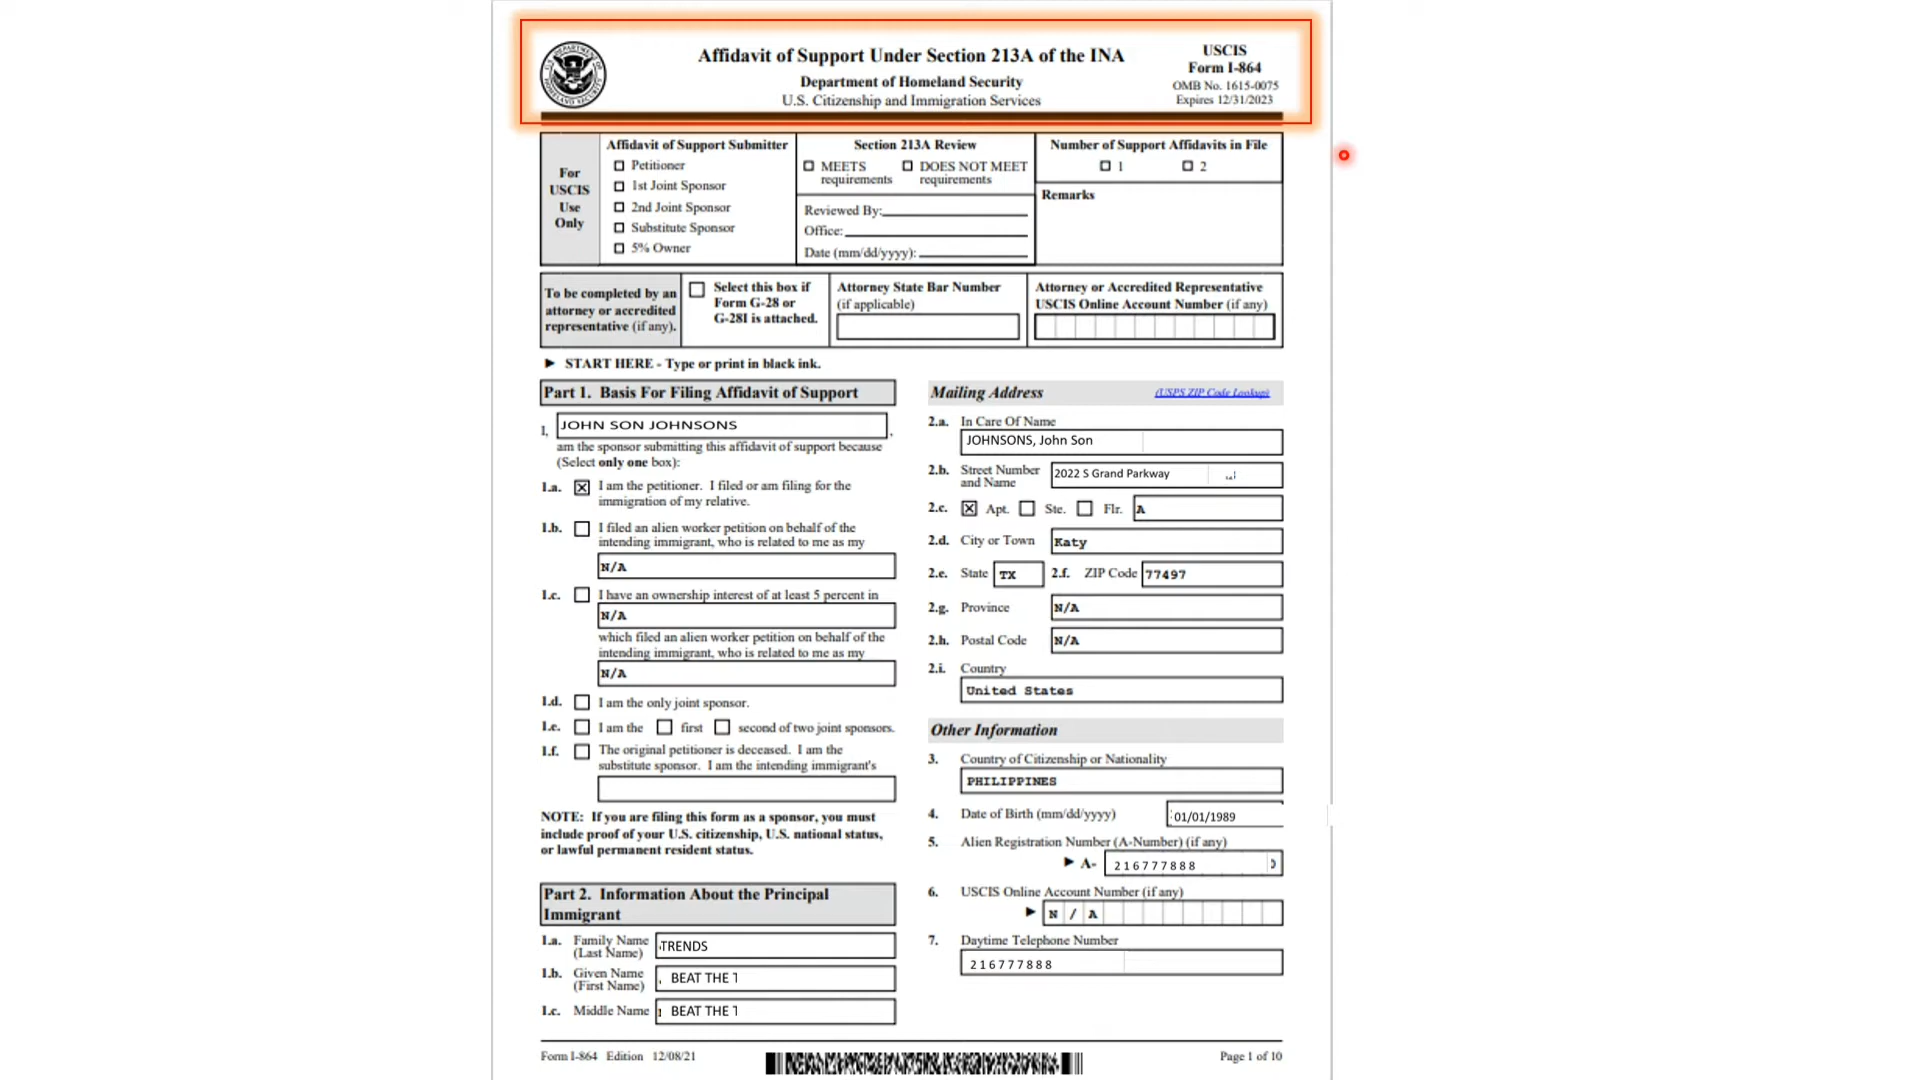 Affidavit of Support Under Section 213A of the INA
Department of Homeland Security
U.S. Citizenship and Immigration Services
USCIS
Form I-864
OMB No. 1615-0075
Expires 12/31/2023
For
USCIS
Use
Only
Affidavit of Support Submitter
Petitioner
1st Joint Sponsor
2nd Joint Sponsor
Substitute Sponsor
5% Owner
Section 213A Review
MEETS requirements
DOES NOT MEET requirements
Reviewed By:
Office:
Date (mm/dd/yyyy):
Number of Support Affidavits in File
1 2
Remarks
To be completed by an
attorney or accredited
representative (if any).
Select this box if
Form G-28 or
G-28I is attached.
Attorney State Bar Number
(if applicable)
Attorney or Accredited Representative
USCIS Online Account Number (if any)
► START HERE - Type or print in black ink.
Part 1. Basis For Filing Affidavit of Support
I, JOHN SON JOHNSONS ,
am the sponsor submitting this affidavit of support because
(Select only one box):
1.a. I am the petitioner. I filed or am filing for the
immigration of my relative.
1.b. I filed an alien worker petition on behalf of the
intending immigrant, who is related to me as my
N/A
1.c. I have an ownership interest of at least 5 percent in
N/A
which filed an alien worker petition on behalf of the
intending immigrant, who is related to me as my
N/A
1.d. I am the only joint sponsor.
1.e. I am the first second of two joint sponsors.
1.f. The original petitioner is deceased. I am the
substitute sponsor. I am the intending immigrant's
NOTE: If you are filing this form as a sponsor, you must
include proof of your U.S. citizenship, U.S. national status,
or lawful permanent resident status.
Part 2. Information About the Principal
Immigrant
1.a. Family Name
(Last Name)
TRENDS
1.b. Given Name
(First Name)
BEAT THE T
1.c. Middle Name BEAT THE T
Mailing Address (USPS ZIP Code Lookup)
2.a. In Care Of Name
JOHNSONS, John Son
2.b. Street Number
and Name
2022 S Grand Parkway
2.c. Apt. Ste. Flr. A
2.d. City or Town Katy
2.e. State TX 2.f. ZIP Code 77497
2.g. Province N/A
2.h. Postal Code N/A
2.i. Country
United States
Other Information
3. Country of Citizenship or Nationality
PHILIPPINES
4. Date of Birth (mm/dd/yyyy) 01/01/1989
5. Alien Registration Number (A-Number) (if any)
► A- 2 1 6 7 7 7 8 8 8
6. USCIS Online Account Number (if any)
► N / A
7. Daytime Telephone Number
2 1 6 7 7 7 8 8 8
Form I-864 Edition 12/08/21
Page 1 of 10